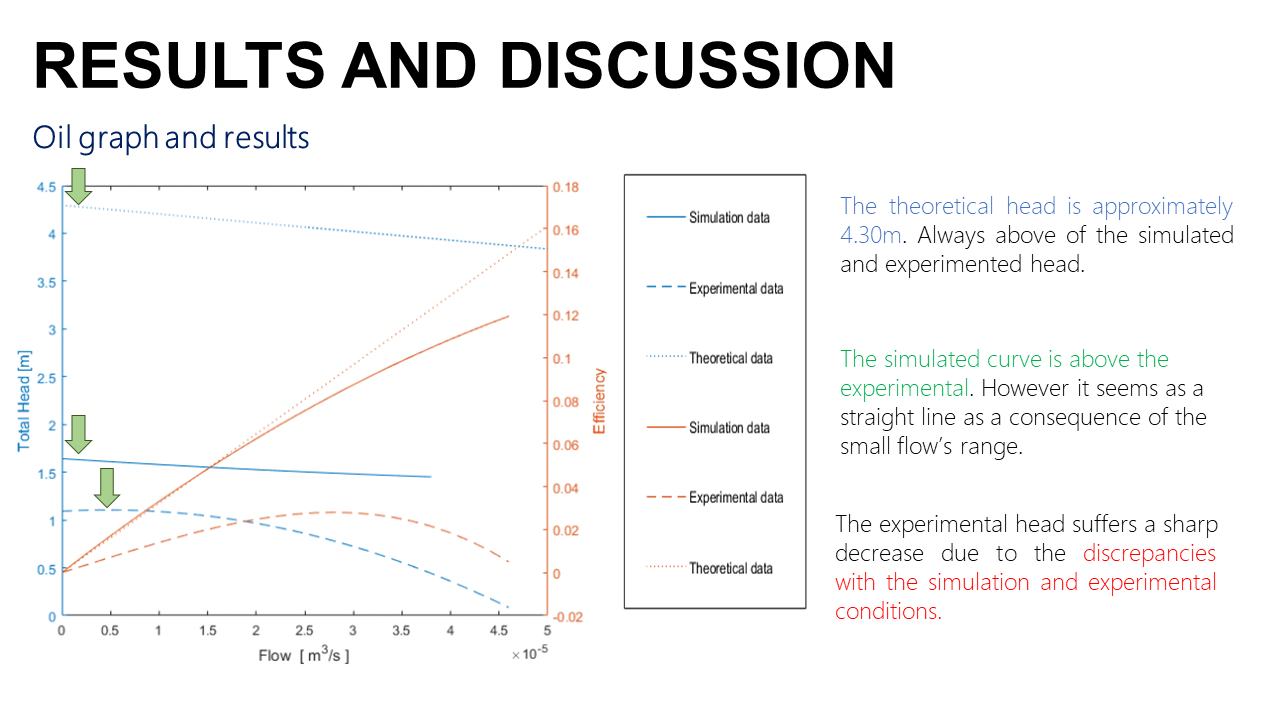 RESULTS AND DISCUSSION
Oil graph and results
4.5
4
3.5
3
2.5
2
1.5
1
0.5
0
Total Head [m]
0
0.5
1
1.5
2
2.5
3
3.5
4
4.5
5
Flow [ m³/s ]
×10⁻⁵
0.18
0.16
0.14
0.12
0.1
0.08
0.06
0.04
0.02
0
-0.02
Efficiency
Simulation data
Experimental data
Theoretical data
Simulation data
Experimental data
Theoretical data
The theoretical head is approximately
4.30m. Always above of the simulated
and experimented head.
The simulated curve is above the
experimental. However it seems as a
straight line as a consequence of the
small flow's range.
The experimental head suffers a sharp
decrease due to the discrepancies
with the simulation and experimental
conditions.